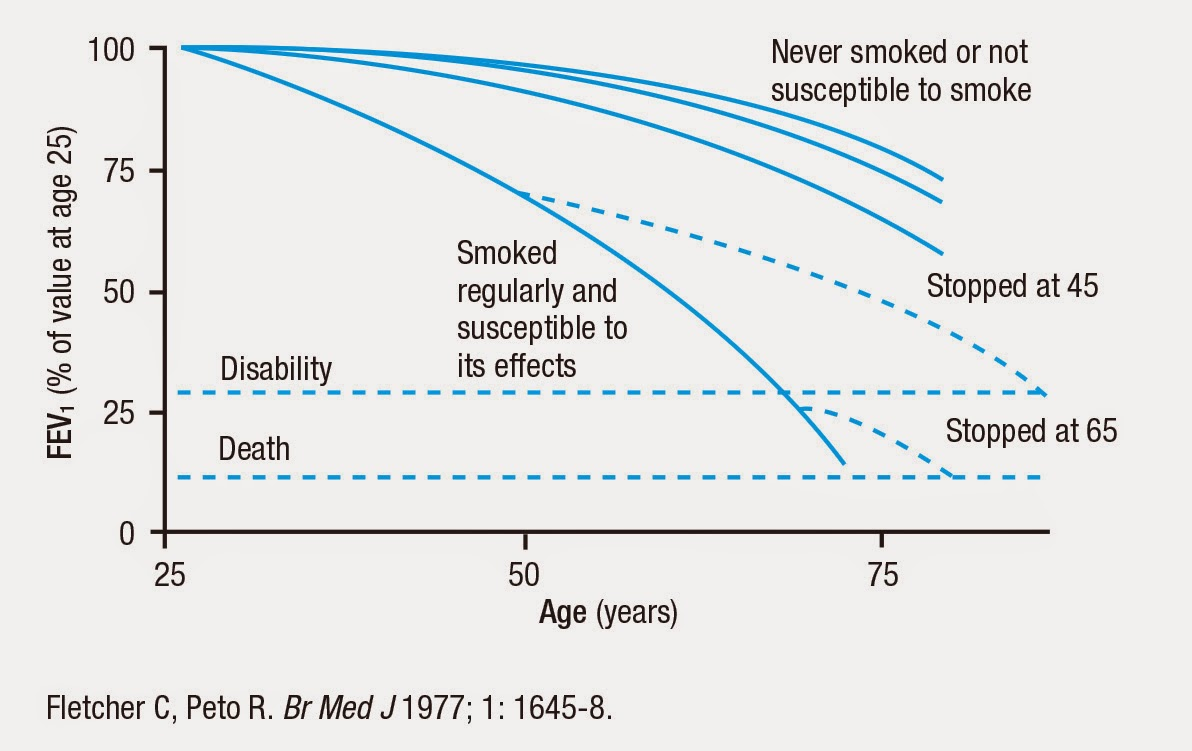 100
75
50
25
0
FEV₁ (% of value at age 25)
Never smoked or not
susceptible to smoke
Smoked
regularly and
susceptible to
its effects
Stopped at 45
Disability
Stopped at 65
Death
25
50
75
Age (years)
Fletcher C, Peto R. Br Med J 1977; 1: 1645-8.